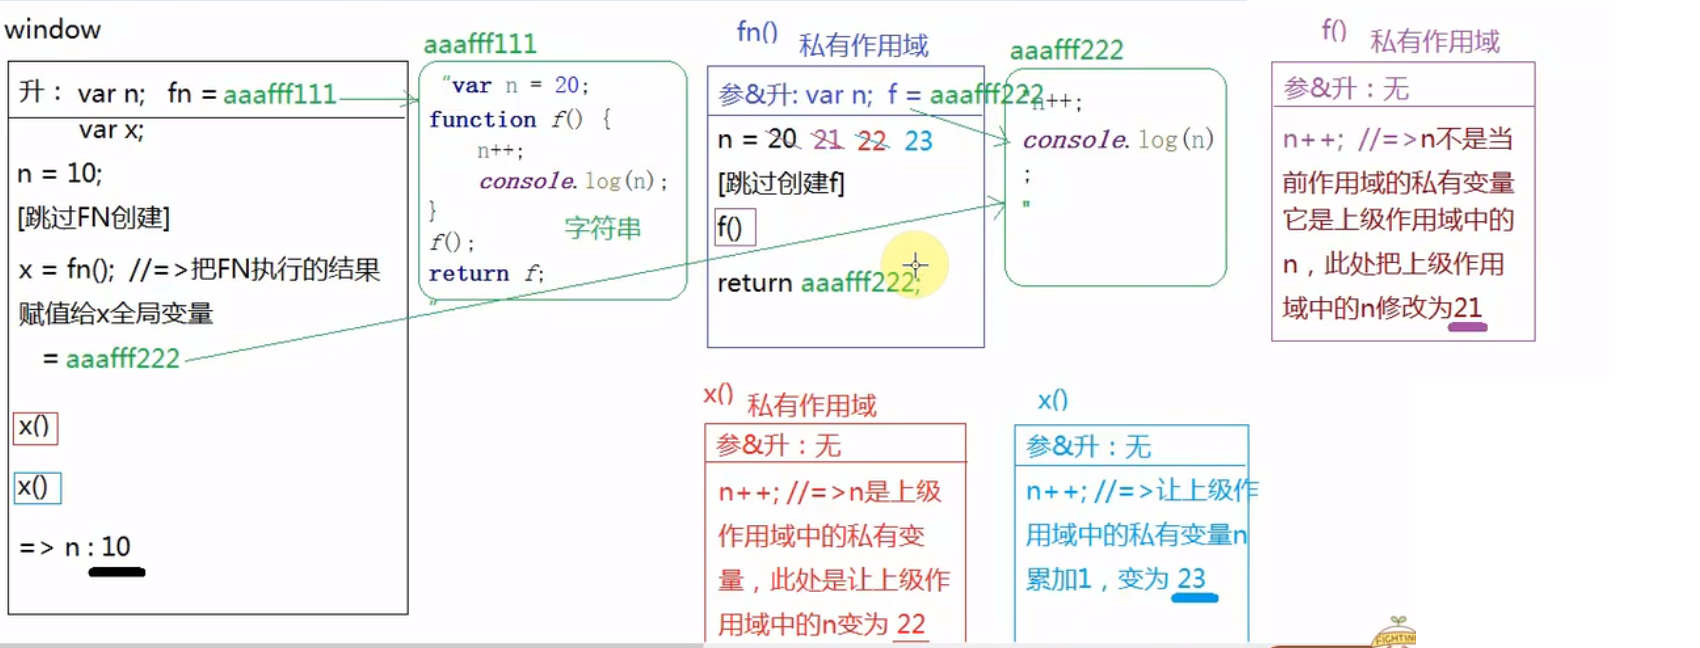 window
升： var n; fn = aaafff111
var x;
n = 10;
[跳过FN创建]
x = fn(); //=>把FN执行的结果
赋值给x全局变量
= aaafff222
x()
x()
=> n : 10
aaafff111
"var n = 20;
function f() {
n++;
console.log(n);
}
f();
return f;
"
字符串
fn() 私有作用域
参&升: var n; f = aaafff222
n = 20 21 22 23
[跳过创建f]
f()
return aaafff222;
aaafff222
"n++;
console.log(n)
;
"
f() 私有作用域
参&升：无
n++; //=>n不是当
前作用域的私有变量
它是上级作用域中的
n，此处把上级作用
域中的n修改为21
x() 私有作用域
参&升：无
n++; //=>n是上级
作用域中的私有变
量，此处是让上级作
用域中的n变为 22
x()
参&升：无
n++; //=>让上级作
用域中的私有变量n
累加1，变为 23
FIGHTIN